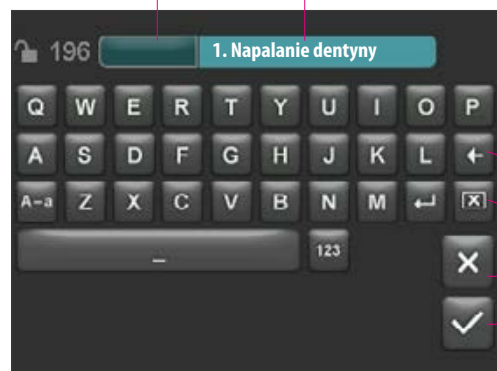 196 1. Napalanie dentyny
Q W E R T Y U I O P
A S D F G H J K L
A-a Z X C V B N M
_ 123